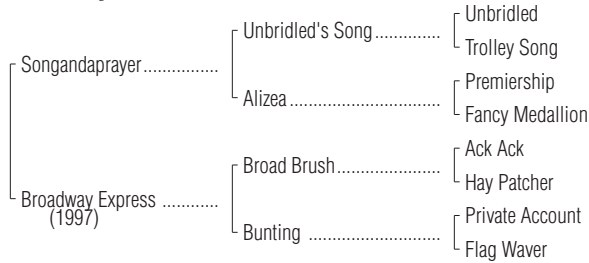 Unbridled
Unbridled's Song..............
Trolley Song
Songandaprayer................
Premiership
Alizea................................
Fancy Medallion
Ack Ack
Broad Brush......................
Hay Patcher
Broadway Express ............
(1997)
Private Account
Bunting ............................
Flag Waver